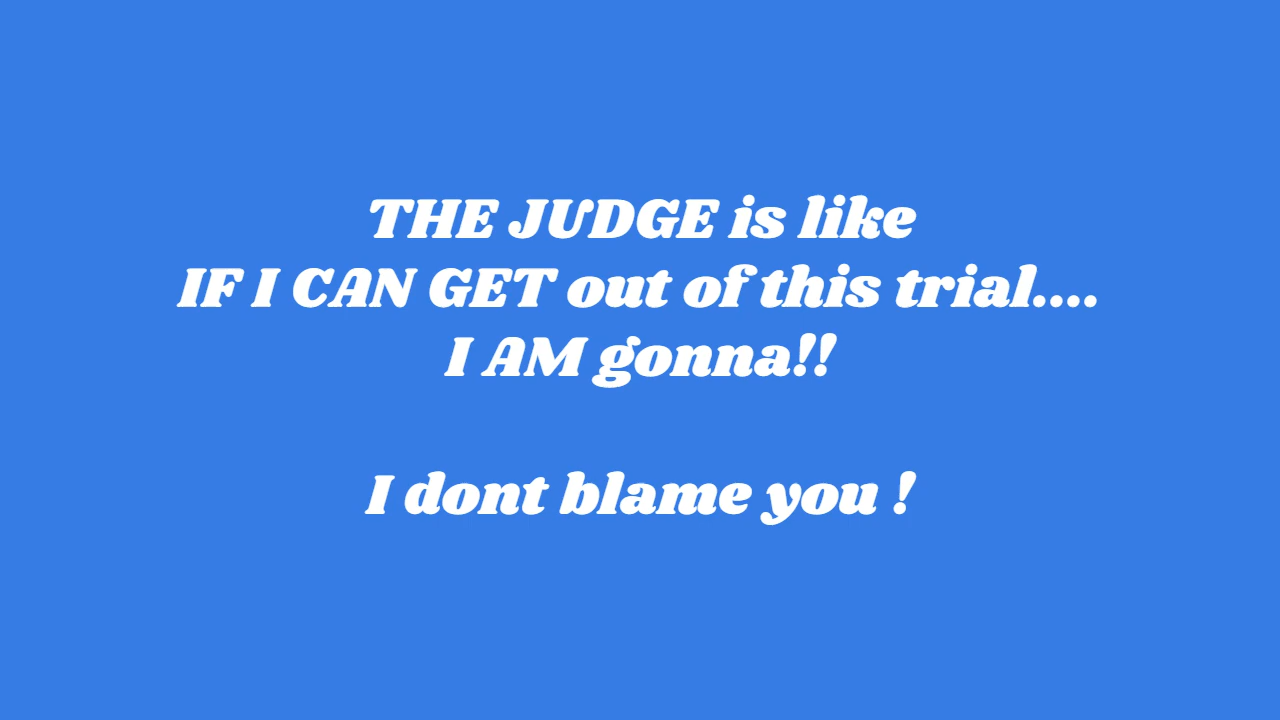 THE JUDGE is like
IF I CAN GET out of this trial....
I AM gonna!!
I dont blame you !